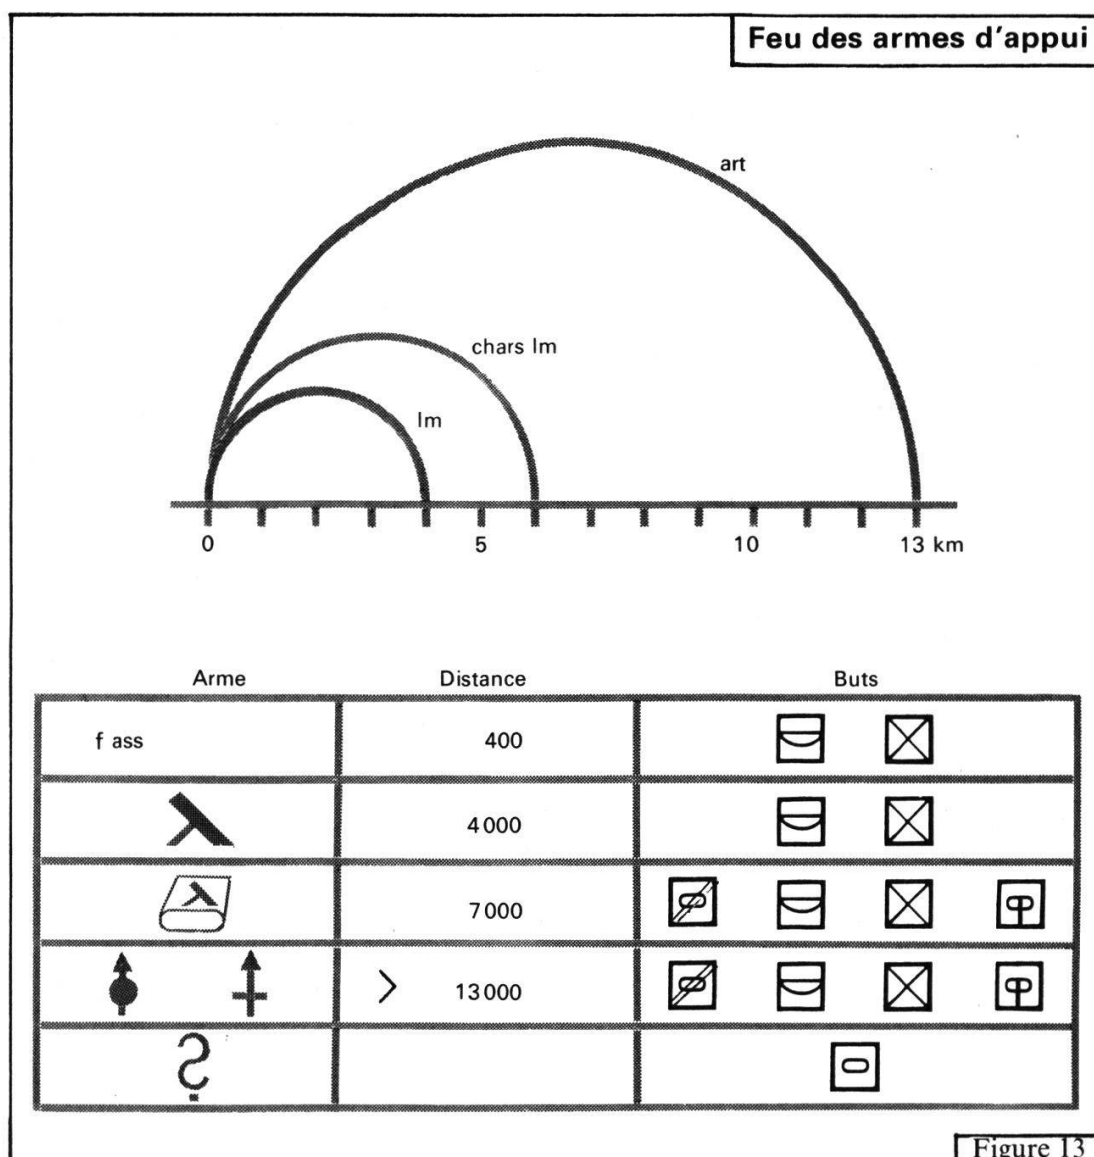 Feu des armes d'appui
art
chars lm
lm
0 5 10 13 km
Arme Distance Buts
f ass 400
4000
7000
> 13000
?
Figure 13